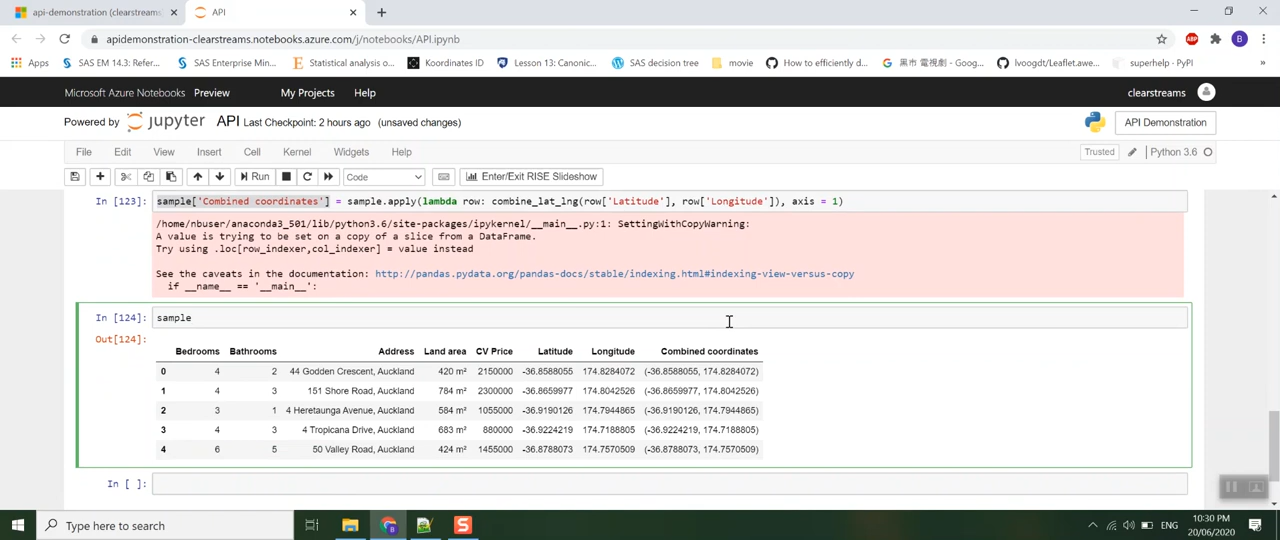 api-demonstration (clearstreams) × API × +
apidemonstration-clearstreams.notebooks.azure.com/j/notebooks/API.ipynb ABP B
Apps SAS EM 14.3: Refer... SAS Enterprise Min... Statistical analysis o... Koordinates ID Lesson 13: Canonic... SAS decision tree movie How to efficiently d... 黑市 電視劇 - Goog... lvoogdt/Leaflet.awe... superhelp · PyPI »
Microsoft Azure Notebooks Preview My Projects Help clearstreams
Powered by jupyter API Last Checkpoint: 2 hours ago (unsaved changes) API Demonstration
File Edit View Insert Cell Kernel Widgets Help Trusted Python 3.6
Run Code Enter/Exit RISE Slideshow
In [123]: sample['Combined coordinates'] = sample.apply(lambda row: combine_lat_lng(row['Latitude'], row['Longitude']), axis = 1)
/home/nbuser/anaconda3_501/lib/python3.6/site-packages/ipykernel/__main__.py:1: SettingWithCopyWarning:
A value is trying to be set on a copy of a slice from a DataFrame.
Try using .loc[row_indexer,col_indexer] = value instead
See the caveats in the documentation: http://pandas.pydata.org/pandas-docs/stable/indexing.html#indexing-view-versus-copy
if __name__ == '__main__':
In [124]: sample
Out[124]:
Bedrooms Bathrooms Address Land area CV Price Latitude Longitude Combined coordinates
0 4 2 44 Godden Crescent, Auckland 420 m² 2150000 -36.8588055 174.8284072 (-36.8588055, 174.8284072)
1 4 3 151 Shore Road, Auckland 784 m² 2300000 -36.8659977 174.8042526 (-36.8659977, 174.8042526)
2 3 1 4 Heretaunga Avenue, Auckland 584 m² 1055000 -36.9190126 174.7944865 (-36.9190126, 174.7944865)
3 4 3 4 Tropicana Drive, Auckland 683 m² 880000 -36.9224219 174.7188805 (-36.9224219, 174.7188805)
4 6 5 50 Valley Road, Auckland 424 m² 1455000 -36.8788073 174.7570509 (-36.8788073, 174.7570509)
In [ ]:
Type here to search B S ENG 10:30 PM
20/06/2020